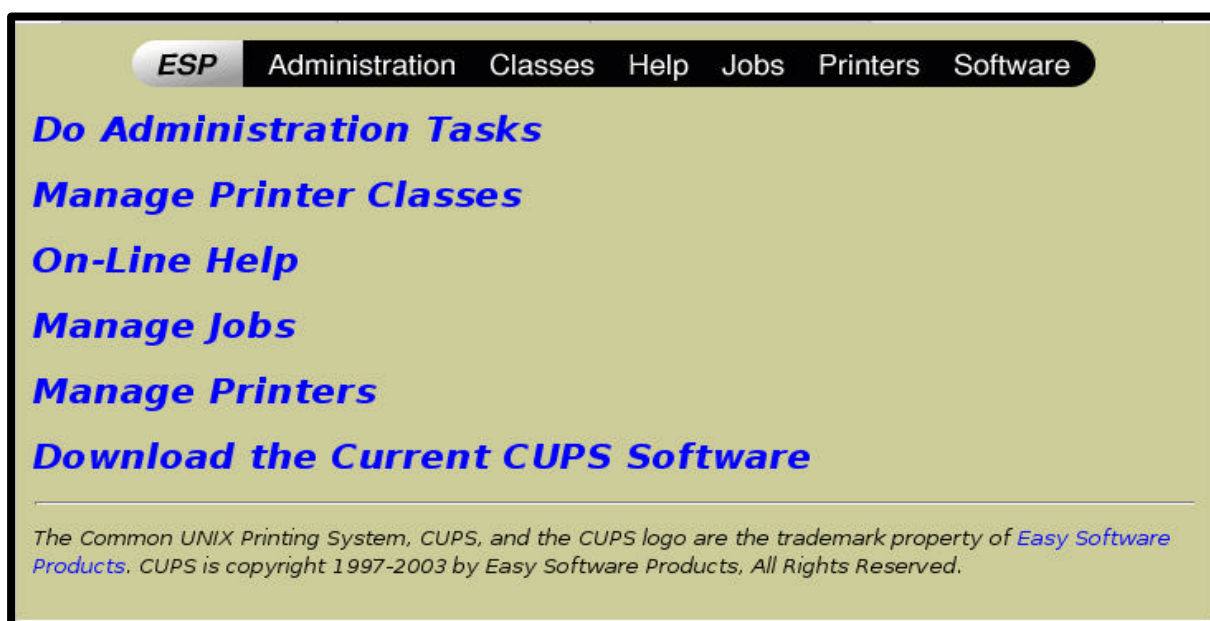 ESP Administration Classes Help Jobs Printers Software
Do Administration Tasks
Manage Printer Classes
On-Line Help
Manage Jobs
Manage Printers
Download the Current CUPS Software
The Common UNIX Printing System, CUPS, and the CUPS logo are the trademark property of Easy Software
Products. CUPS is copyright 1997-2003 by Easy Software Products, All Rights Reserved.